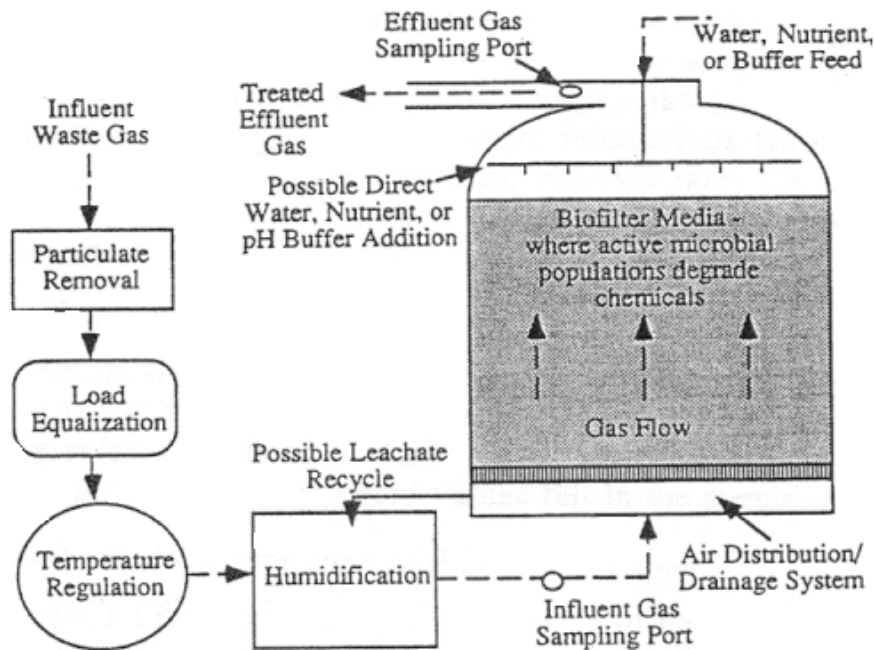 Effluent Gas
Sampling Port
Water, Nutrient,
or Buffer Feed
Influent
Waste Gas
Treated
Effluent
Gas
Possible Direct
Water, Nutrient, or
pH Buffer Addition
Biofilter Media -
where active microbial
populations degrade
chemicals
Particulate
Removal
Load
Equalization
Gas Flow
Possible Leachate
Recycle
Temperature
Regulation
Humidification
Air Distribution/
Drainage System
Influent Gas
Sampling Port